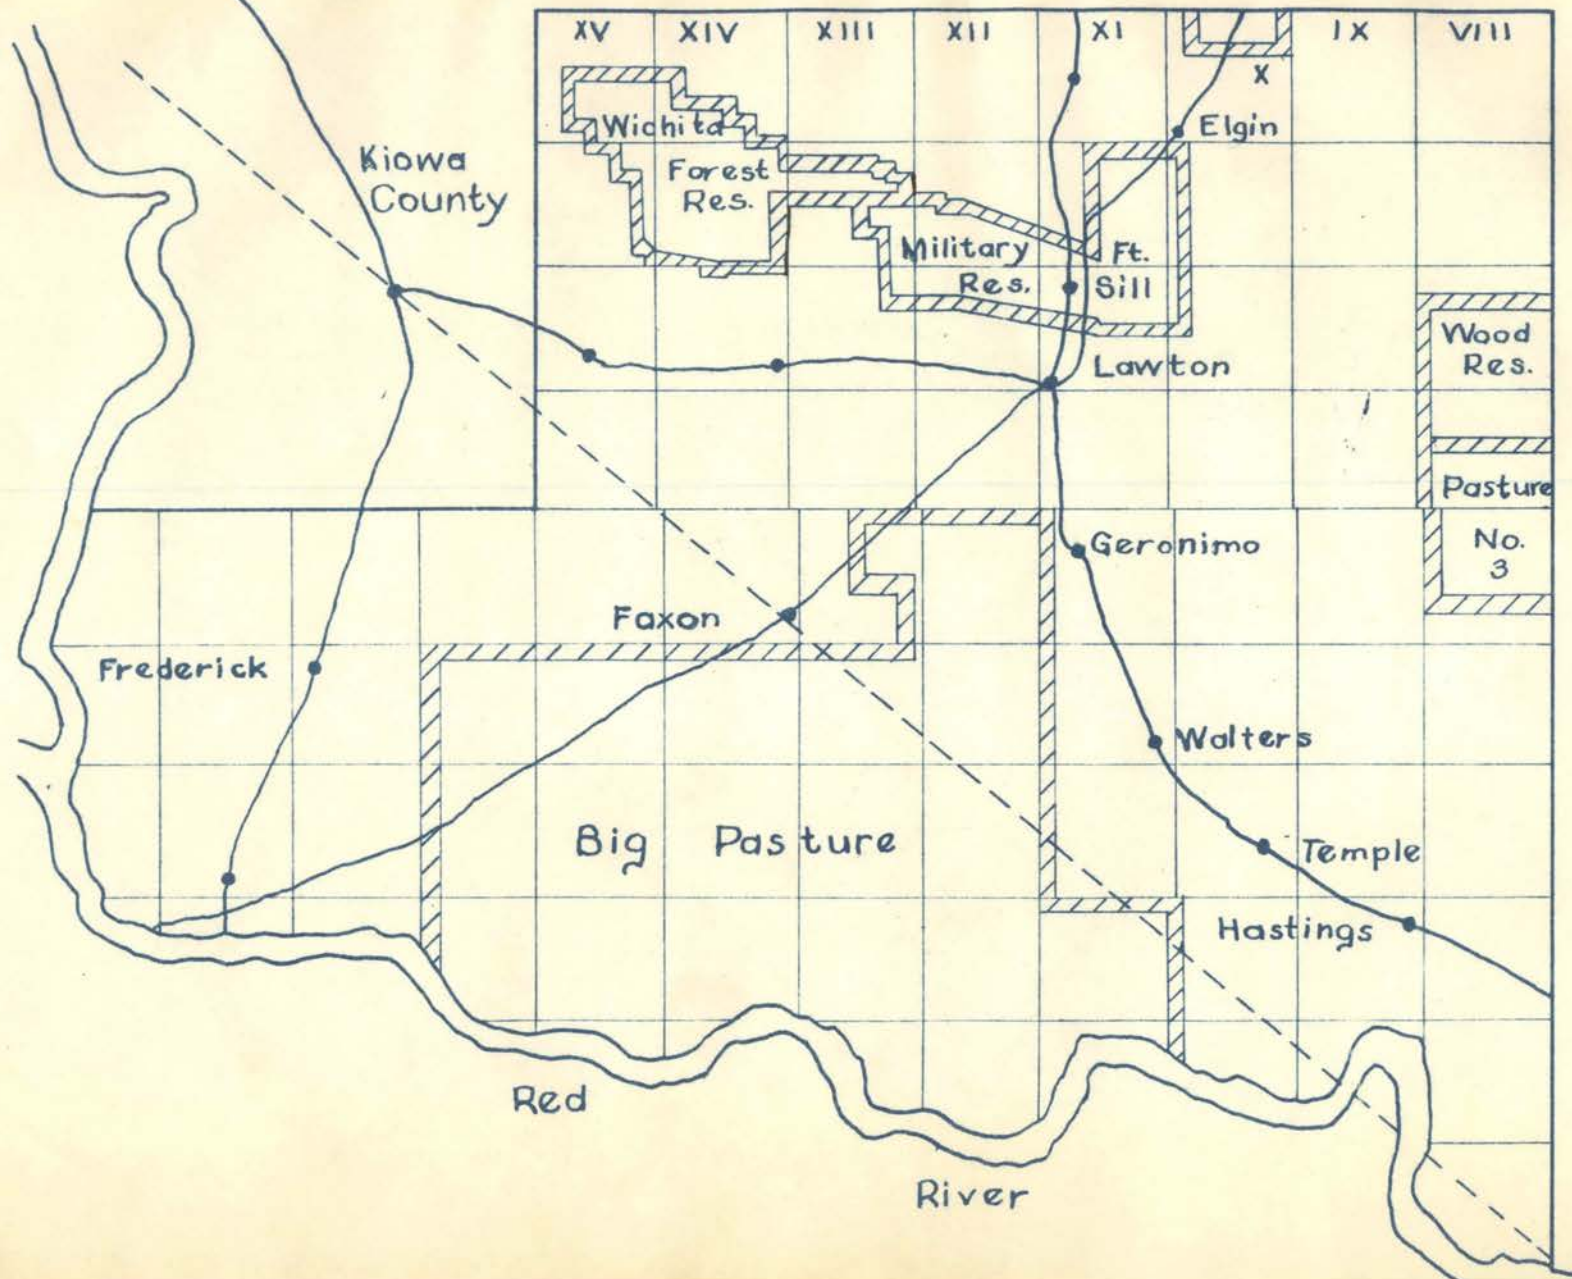 XV XIV XIII XII XI IX VIII
X
Elgin
Wichita
Forest
Res.
Kiowa
County
Military
Res.
Ft.
Sill
Wood
Res.
Lawton
Pasture
No.
3
Geronimo
Faxon
Frederick
Walters
Big Pasture
Temple
Hastings
Red
River